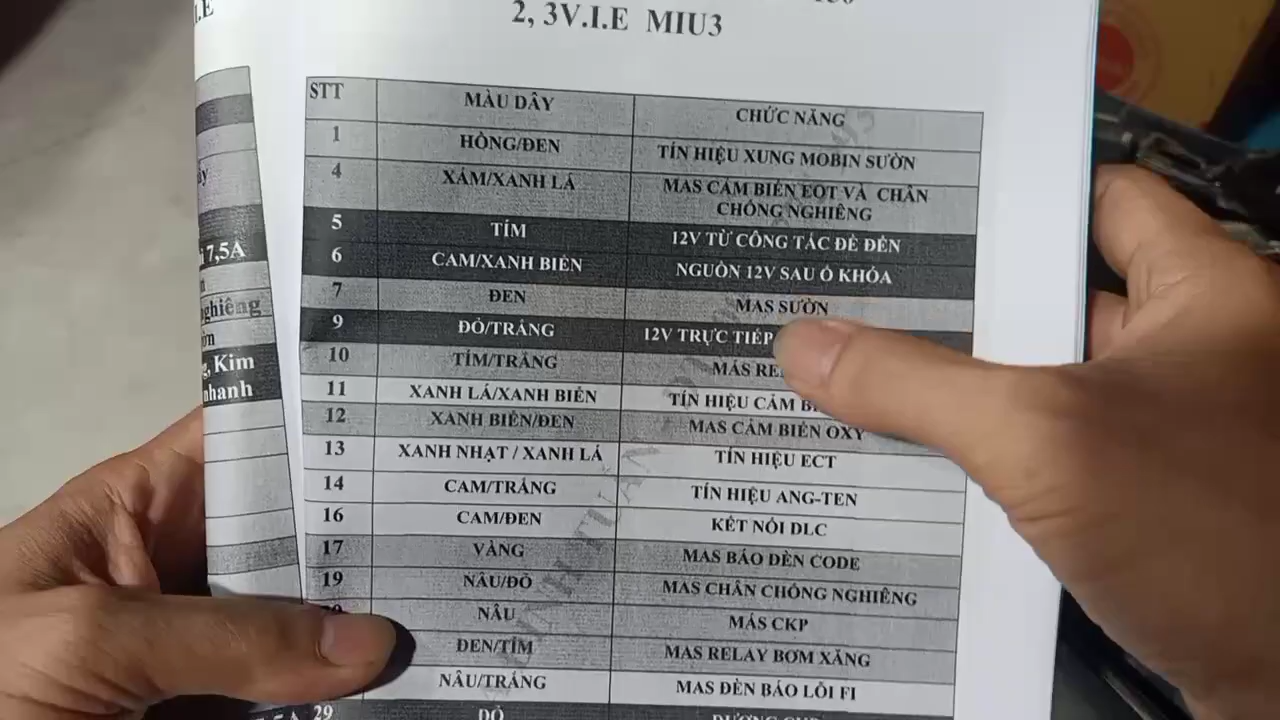 2, 3V.I.E MIU3
STT MÀU DÂY CHỨC NĂNG
1 HỒNG/ĐEN TÍN HIỆU XUNG MOBIN SƯỜN
4 XÁM/XANH LÁ MAS CẢM BIẾN EOT VÀ CHÂN
CHỐNG NGHIÊNG
5 TÍM 12V TỪ CÔNG TẮC ĐỀ ĐẾN
6 CAM/XANH BIỂN NGUỒN 12V SAU Ổ KHÓA
7 ĐEN MAS SƯỜN
9 ĐỎ/TRẮNG 12V TRỰC TIẾP
10 TÍM/TRẮNG MÁS
11 XANH LÁ/XANH BIỂN TÍN HIỆU CẢM
12 XANH BIỂN/ĐEN MAS CẢM BIẾN OXY
13 XANH NHẠT / XANH LÁ TÍN HIỆU ECT
14 CAM/TRẮNG TÍN HIỆU ANG-TEN
16 CAM/ĐEN KẾT NỐI DLC
17 VÀNG MAS BÁO ĐÈN CODE
19 NÂU/ĐỎ MAS CHÂN CHỐNG NGHIÊNG
NÂU MÁS CKP
ĐEN/TÍM MAS RELAY BƠM XĂNG
NÂU/TRẮNG MAS ĐÈN BÁO LỖI FI
29 ĐỎ
7,5A
Kim
nhanh